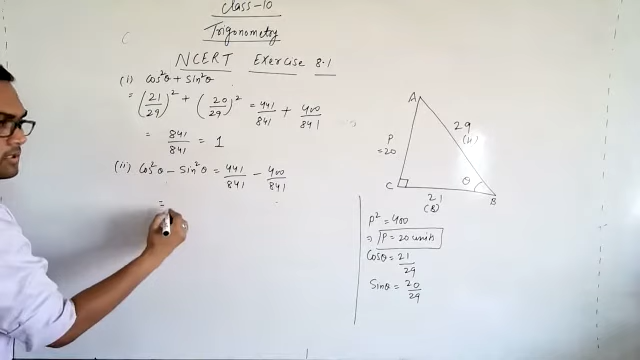 Class-10
Trigonometry
NCERT Exercise 8.1
(i) cos²θ + sin²θ
= (21/29)² + (20/29)² = 441/841 + 400/841
= 841/841 = 1
(ii) cos²θ - sin²θ = 441/841 - 400/841
=
A
29
(H)
P
=20
C
θ
B
21
(B)
P² = 400
⇒ P = 20 units
Cosθ = 21/29
Sinθ = 20/29